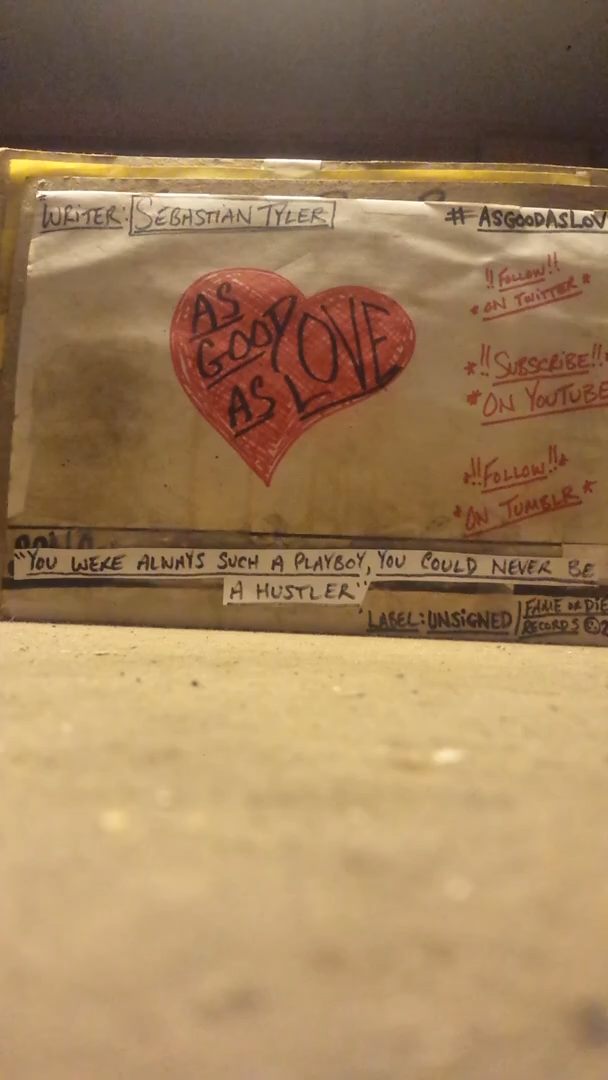 WRITER: SEBASTIAN TYLER
#ASGOODASLOV
!!FOLLOW!!
*ON TWITTER*
*!!SUBSCRIBE!!*
*ON YOUTUBE
*!!FOLLOW!!*
*ON TUMBLR*
AS
GOOD
AS LOVE
"YOU WERE ALWAYS SUCH A PLAYBOY, YOU COULD NEVER BE
A HUSTLER"
LABEL: UNSIGNED
FAME OR DIE
RECORDS ©2